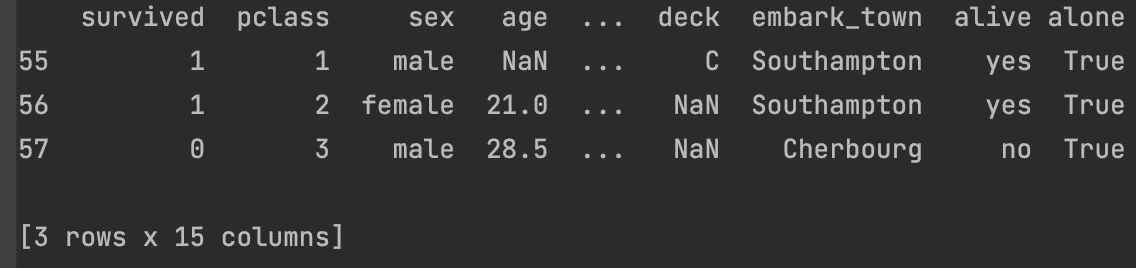 survived pclass sex age ... deck embark_town alive alone
55 1 1 male NaN ... C Southampton yes True
56 1 2 female 21.0 ... NaN Southampton yes True
57 0 3 male 28.5 ... NaN Cherbourg no True
[3 rows x 15 columns]